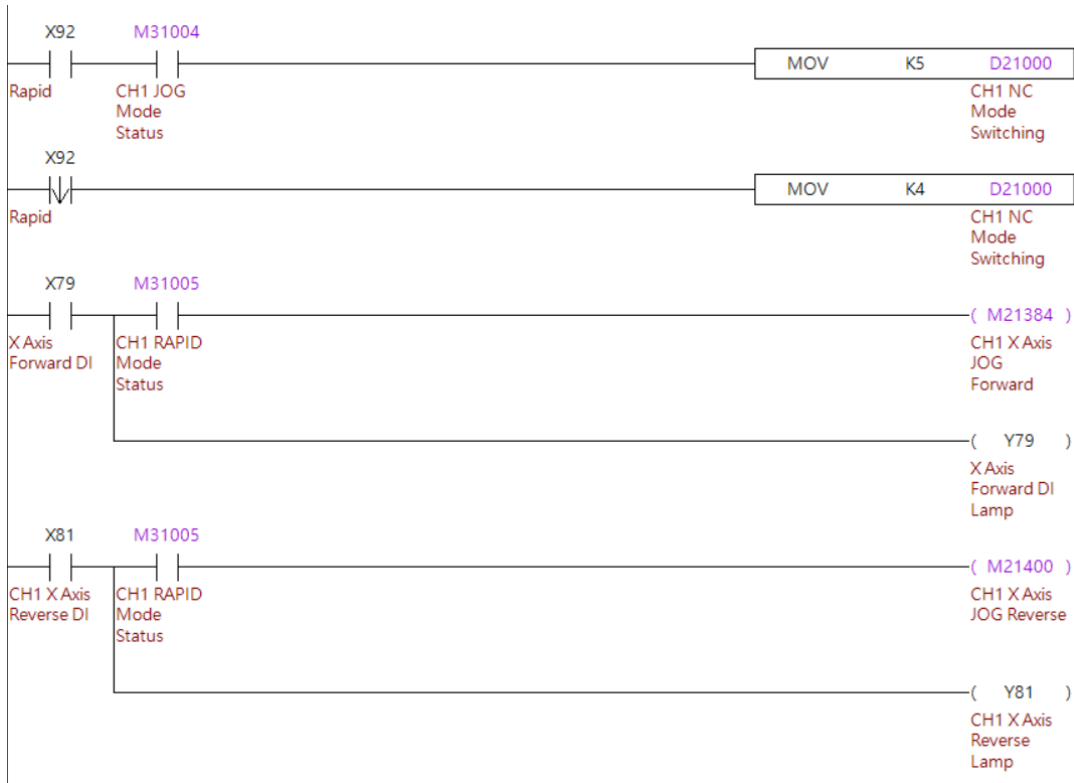 X92 M31004
MOV K5 D21000
Rapid CH1 JOG CH1 NC
Mode Mode
Status Switching
X92
MOV K4 D21000
Rapid CH1 NC
Mode
Switching
X79 M31005
( M21384 )
X Axis CH1 RAPID CH1 X Axis
Forward DI Mode JOG
Status Forward
( Y79 )
X Axis
Forward DI
Lamp
X81 M31005
( M21400 )
CH1 X Axis CH1 RAPID CH1 X Axis
Reverse DI Mode JOG Reverse
Status
( Y81 )
CH1 X Axis
Reverse
Lamp